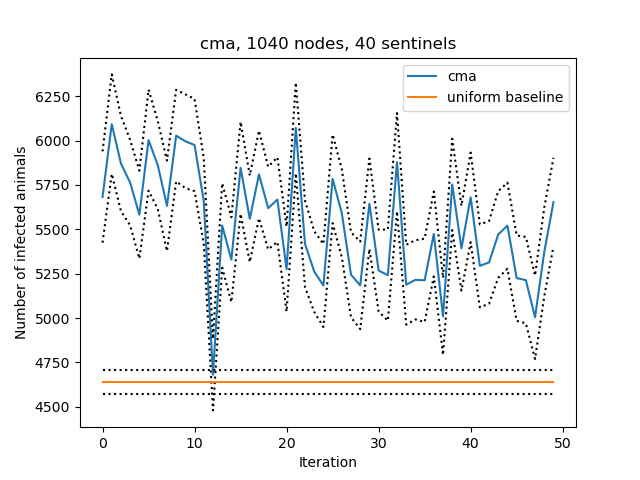 cma, 1040 nodes, 40 sentinels
cma
uniform baseline
Number of infected animals
6250
6000
5750
5500
5250
5000
4750
4500
0 10 20 30 40 50
Iteration